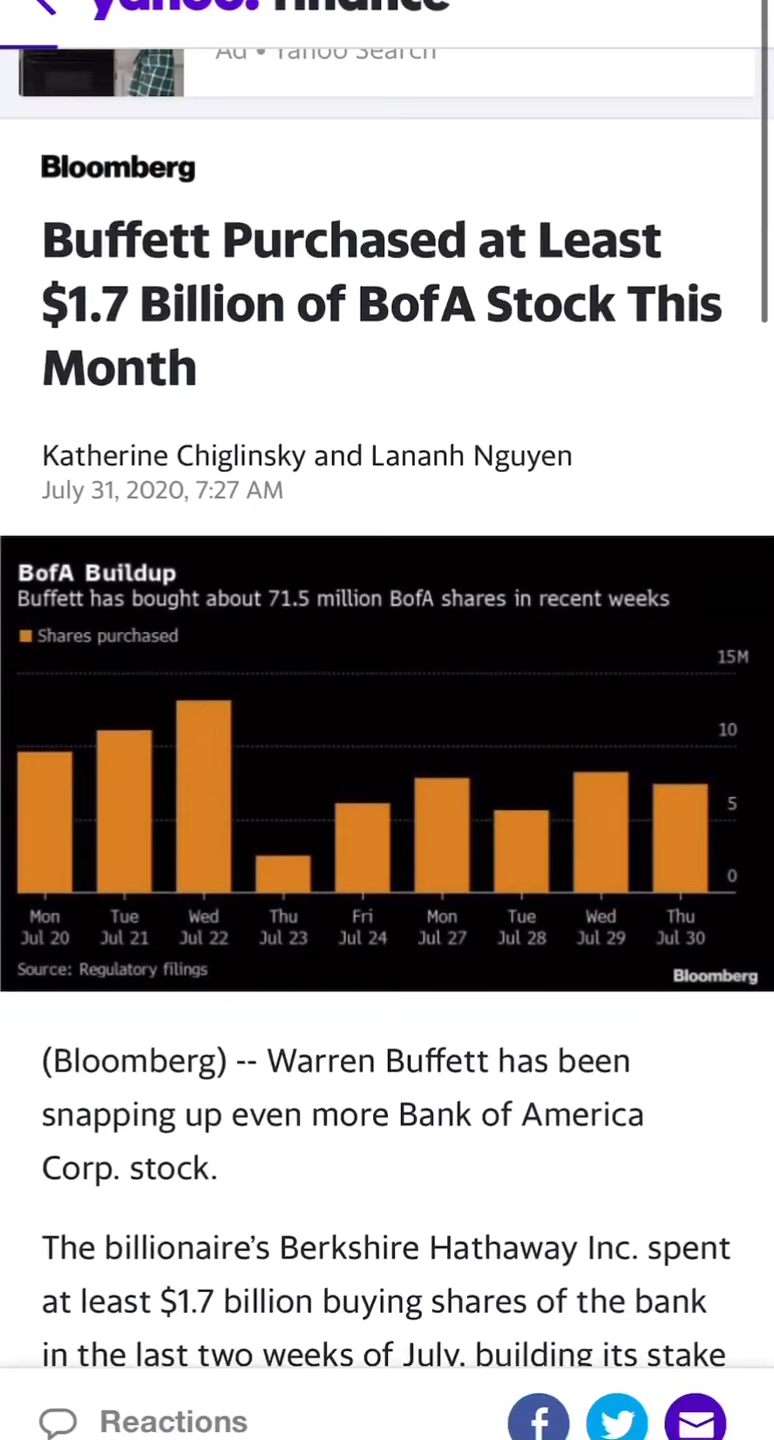 yahoo! finance
Ad • Yahoo Search
Bloomberg
Buffett Purchased at Least
$1.7 Billion of BofA Stock This
Month
Katherine Chiglinsky and Lananh Nguyen
July 31, 2020, 7:27 AM
BofA Buildup
Buffett has bought about 71.5 million BofA shares in recent weeks
Shares purchased
15M
10
5
0
Mon Tue Wed Thu Fri Mon Tue Wed Thu
Jul 20 Jul 21 Jul 22 Jul 23 Jul 24 Jul 27 Jul 28 Jul 29 Jul 30
Source: Regulatory filings
Bloomberg
(Bloomberg) -- Warren Buffett has been
snapping up even more Bank of America
Corp. stock.
The billionaire’s Berkshire Hathaway Inc. spent
at least $1.7 billion buying shares of the bank
in the last two weeks of July, building its stake
Reactions